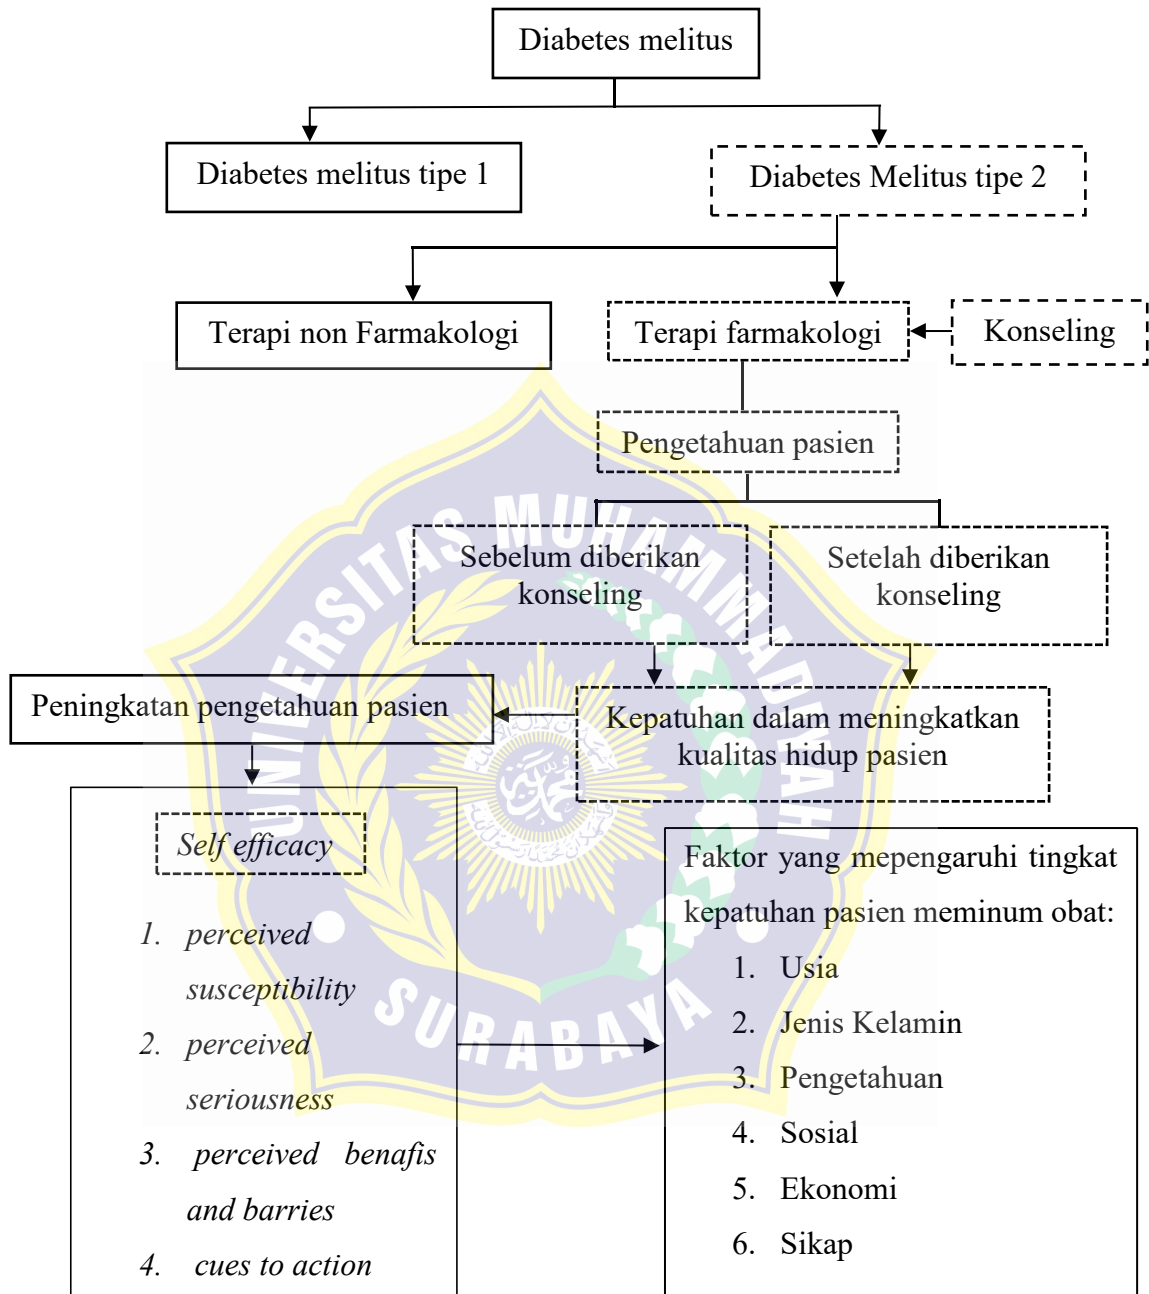 Diabetes melitus
Diabetes melitus tipe 1
Diabetes Melitus tipe 2
Terapi non Farmakologi
Terapi farmakologi
Konseling
Pengetahuan pasien
Sebelum diberikan
konseling
Setelah diberikan
konseling
Peningkatan pengetahuan pasien
Kepatuhan dalam meningkatkan
kualitas hidup pasien
Self efficacy
1. perceived
susceptibility
2. perceived
seriousness
3. perceived benafis
and barries
4. cues to action
Faktor yang mepengaruhi tingkat
kepatuhan pasien meminum obat:
1. Usia
2. Jenis Kelamin
3. Pengetahuan
4. Sosial
5. Ekonomi
6. Sikap
UNIVERSITAS MUHAMMADIYAH
SURABAYA